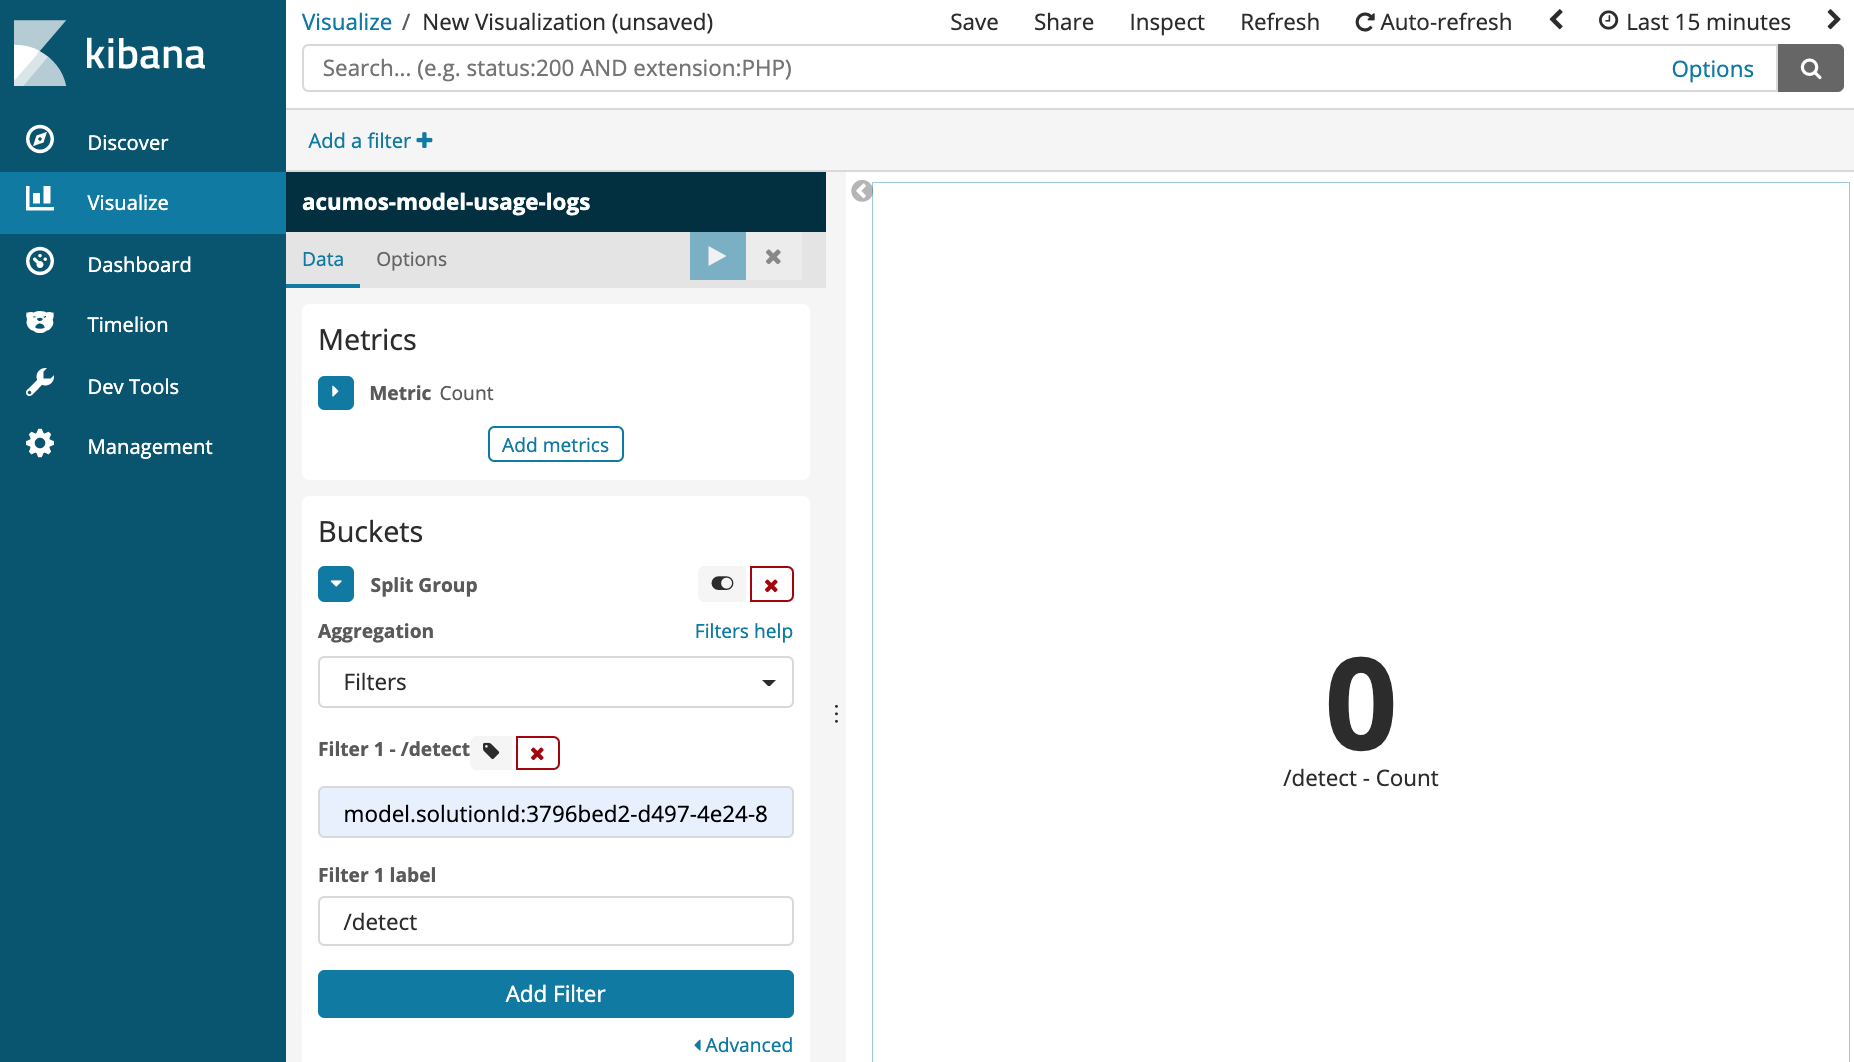 kibana
Discover
Visualize
Dashboard
Timelion
Dev Tools
Management
Visualize / New Visualization (unsaved)
Save Share Inspect Refresh Auto-refresh Last 15 minutes
Search... (e.g. status:200 AND extension:PHP) Options
Add a filter
acumos-model-usage-logs
Data Options
Metrics
Metric Count
Add metrics
Buckets
Split Group
Aggregation Filters help
Filters
Filter 1 - /detect
model.solutionId:3796bed2-d497-4e24-8
Filter 1 label
/detect
Add Filter
Advanced
0
/detect - Count